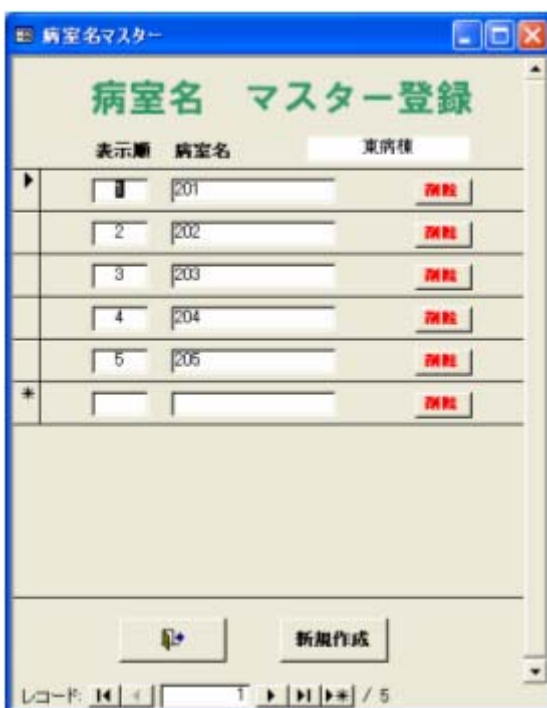 病室名マスター
病室名 マスター登録
表示順 病室名 東病棟
1 201 削除
2 202 削除
3 203 削除
4 204 削除
5 205 削除
削除
新規作成
レコード: 1 / 5